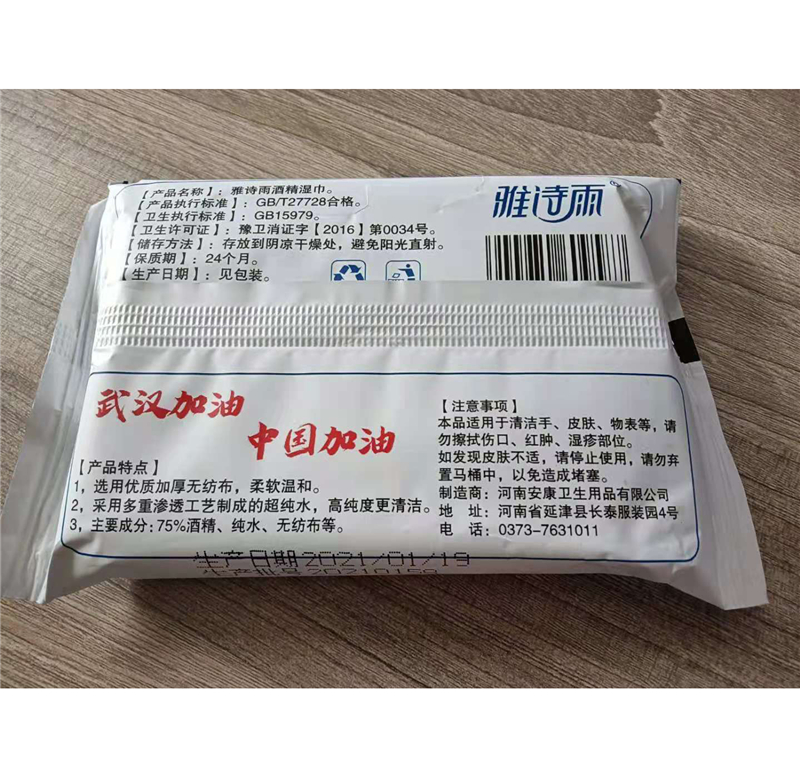 【产品名称】：雅诗雨酒精湿巾。
【产品执行标准】：GB/T27728合格。
【卫生执行标准】：GB15979。
【卫生许可证】：豫卫消证字【2016】第0034号。
【储存方法】：存放到阴凉干燥处，避免阳光直射。
【保质期】：24个月。
【生产日期】：见包装。
雅诗雨
武汉加油
中国加油
【产品特点】
1，选用优质加厚无纺布，柔软温和。
2，采用多重渗透工艺制成的超纯水，高纯度更清洁。
3，主要成分：75%酒精、纯水、无纺布等。
【注意事项】
本品适用于清洁手、皮肤、物表等，请
勿擦拭伤口、红肿、湿疹部位。
如发现皮肤不适，请停止使用，请勿弃
置马桶中，以免造成堵塞。
制造商：河南安康卫生用品有限公司
地　址：河南省延津县长泰服装园4号
电　话：0373-7631011
生产日期2021/01/19